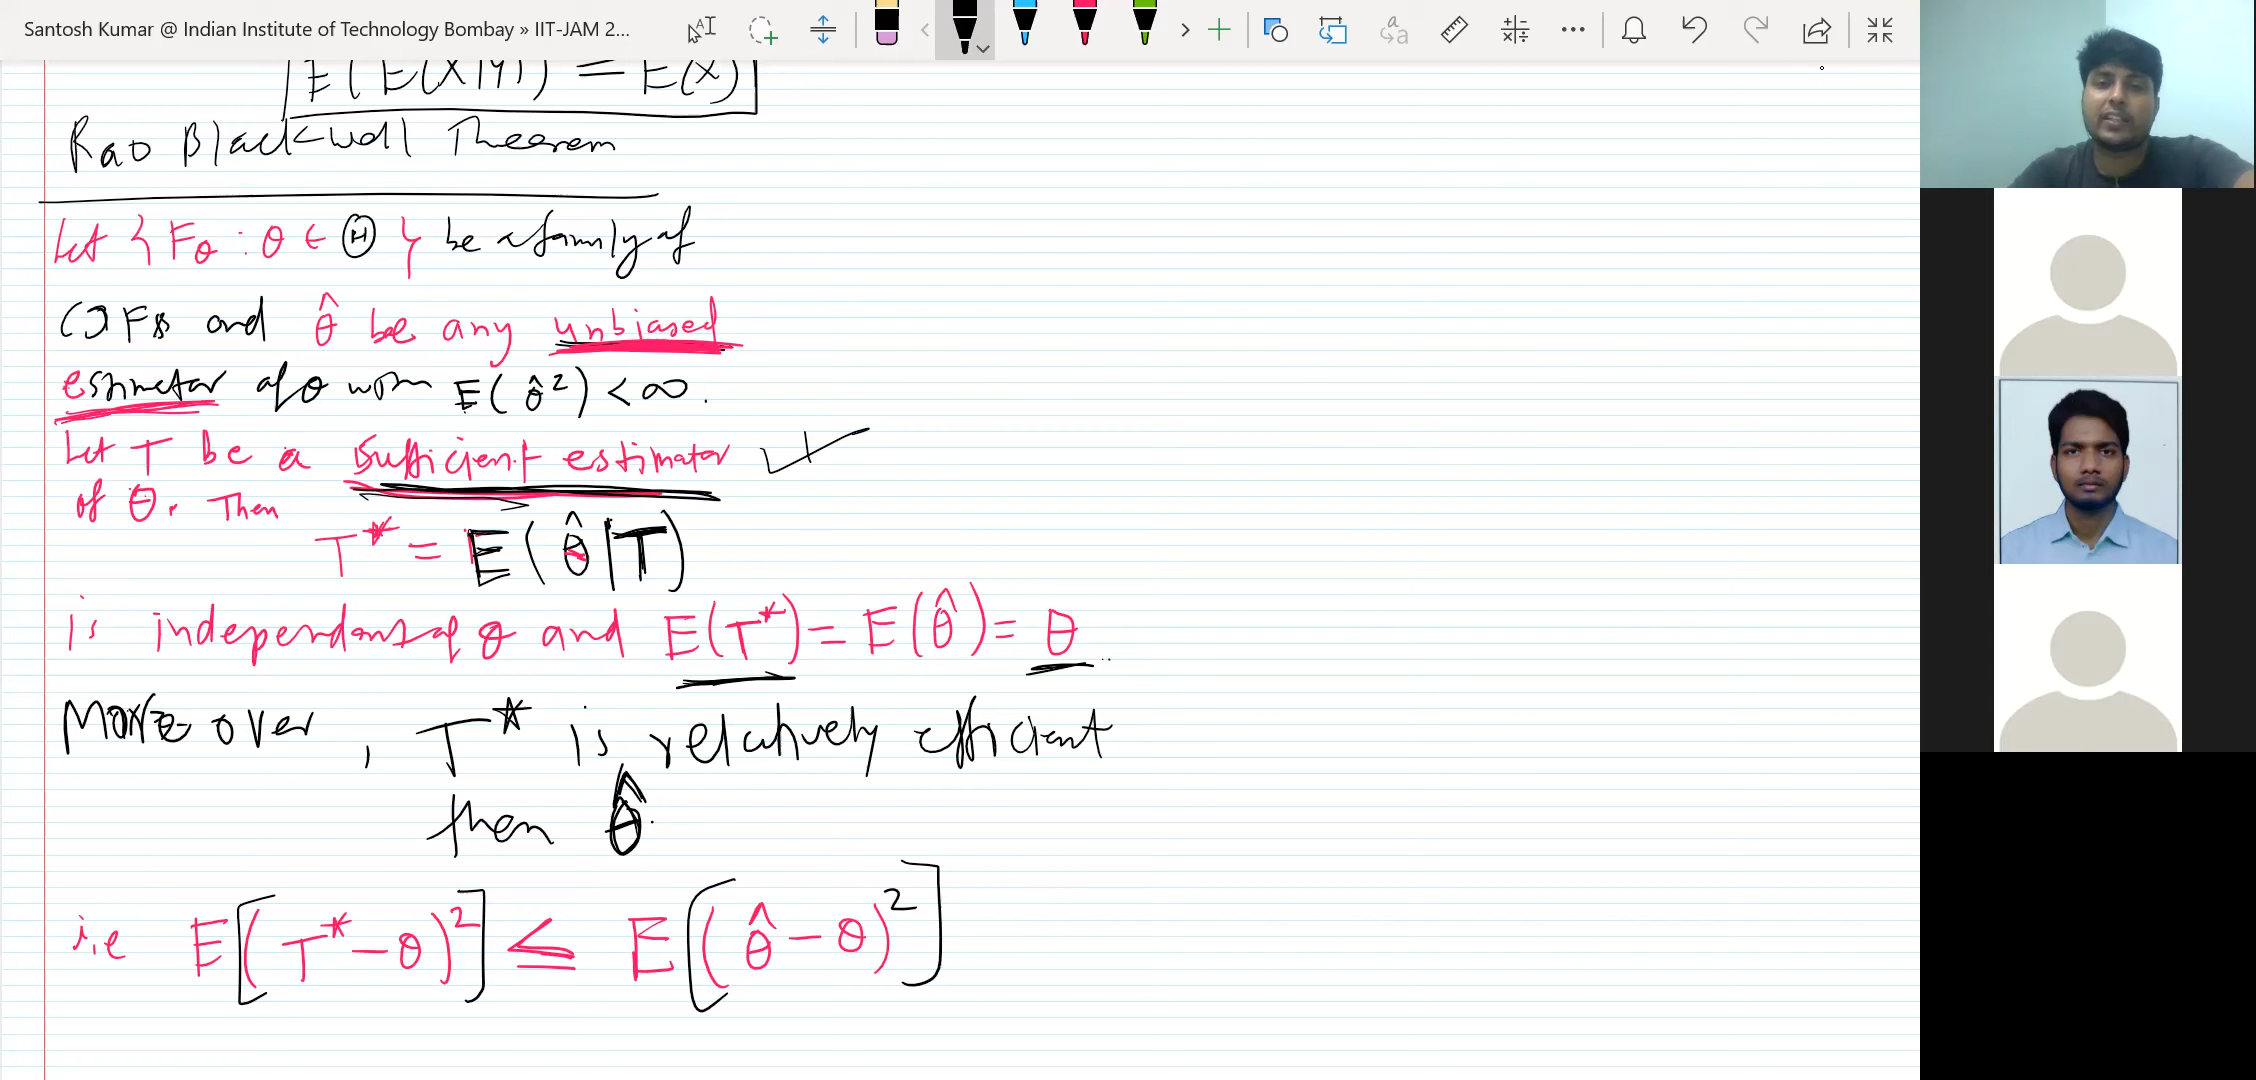 Santosh Kumar @ Indian Institute of Technology Bombay » IIT-JAM 2...
E(E(X|Y)) = E(X)
Rao Blackwell Theorem
Let { Fθ : θ ∈ Θ } be a family of
CDFs and θ̂ be any unbiased
estimator of θ with E(θ̂²) < ∞.
Let T be a sufficient estimator
of θ. Then
T* = E(θ̂|T)
is independent of θ and E(T*) = E(θ̂) = θ
Moreover, T* is relatively efficient
then θ̂.
i.e E[(T* − θ)²] ≤ E[(θ̂ − θ)²]